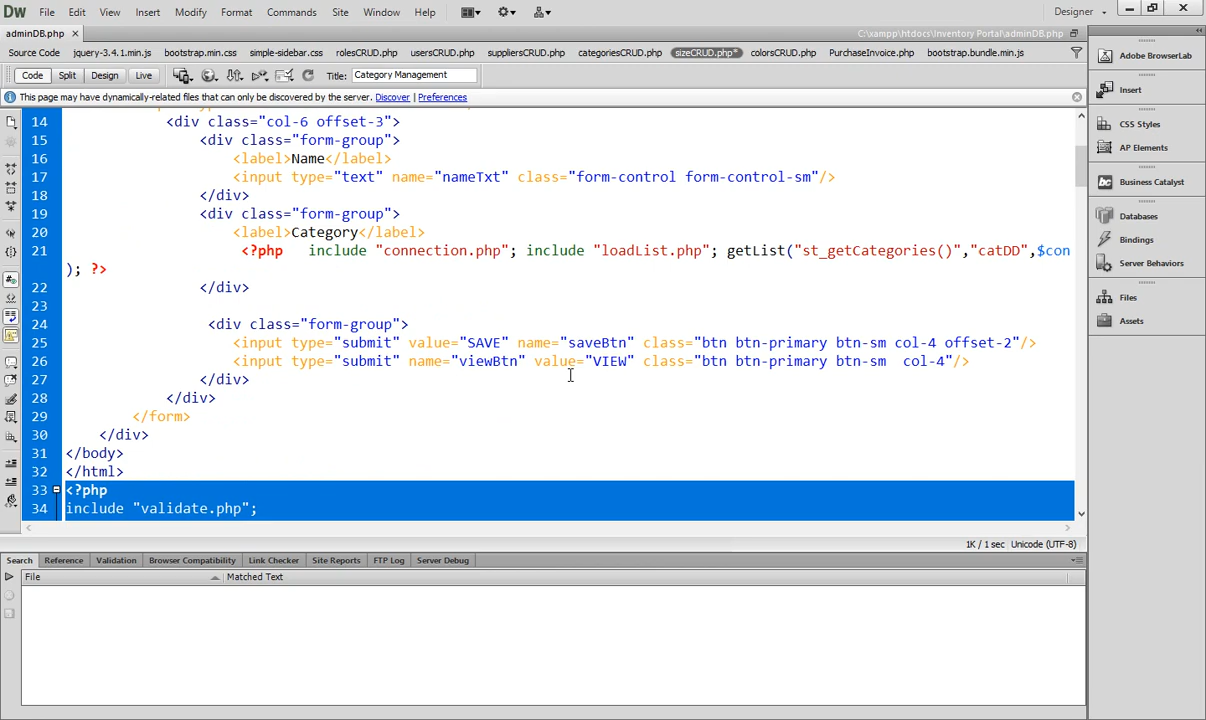 DW File Edit View Insert Modify Format Commands Site Window Help Designer
adminDB.php C:\xampp\htdocs\Inventory Portal\adminDB.php
Source Code jquery-3.4.1.min.js bootstrap.min.css simple-sidebar.css rolesCRUD.php usersCRUD.php suppliersCRUD.php categoriesCRUD.php sizeCRUD.php* colorsCRUD.php PurchaseInvoice.php bootstrap.bundle.min.js
Code Split Design Live Title: Category Management
This page may have dynamically-related files that can only be discovered by the server. Discover | Preferences
14 <div class="col-6 offset-3">
15 <div class="form-group">
16 <label>Name</label>
17 <input type="text" name="nameTxt" class="form-control form-control-sm"/>
18 </div>
19 <div class="form-group">
20 <label>Category</label>
21 <?php include "connection.php"; include "loadList.php"; getList("st_getCategories()","catDD",$con
); ?>
22 </div>
23
24 <div class="form-group">
25 <input type="submit" value="SAVE" name="saveBtn" class="btn btn-primary btn-sm col-4 offset-2"/>
26 <input type="submit" name="viewBtn" value="VIEW" class="btn btn-primary btn-sm  col-4"/>
27 </div>
28 </div>
29 </form>
30 </div>
31 </body>
32 </html>
33 <?php
34 include "validate.php";
1K / 1 sec Unicode (UTF-8)
Search Reference Validation Browser Compatibility Link Checker Site Reports FTP Log Server Debug
File Matched Text
Adobe BrowserLab
Insert
CSS Styles
AP Elements
Business Catalyst
Databases
Bindings
Server Behaviors
Files
Assets